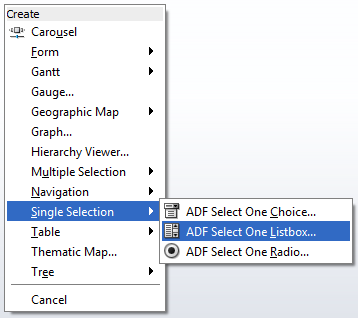 Create
Carousel
Form
Gantt
Gauge...
Geographic Map
Graph...
Hierarchy Viewer...
Multiple Selection
Navigation
Single Selection
ADF Select One Choice...
ADF Select One Listbox...
ADF Select One Radio...
Table
Thematic Map...
Tree
Cancel